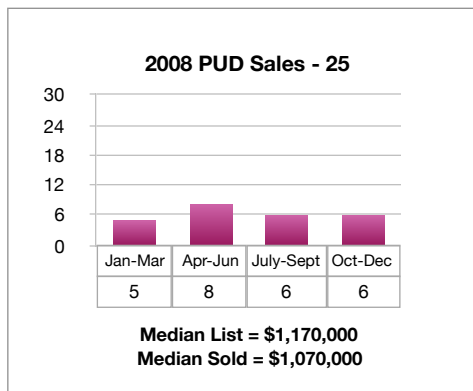 2008 PUD Sales - 25
30
24
18
12
6
0
Jan-Mar Apr-Jun July-Sept Oct-Dec
5 8 6 6
Median List = $1,170,000
Median Sold = $1,070,000